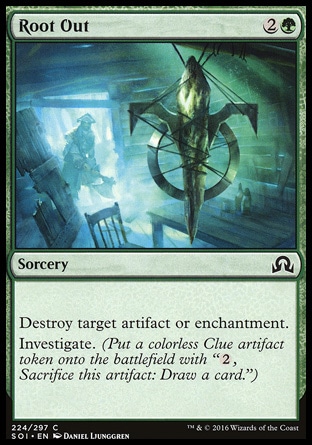 Root Out 2
Sorcery
Destroy target artifact or enchantment.
Investigate. (Put a colorless Clue artifact
token onto the battlefield with “2,
Sacrifice this artifact: Draw a card.”)
224/297 C
SOI • EN Daniel Ljunggren ™ & © 2016 Wizards of the Coast